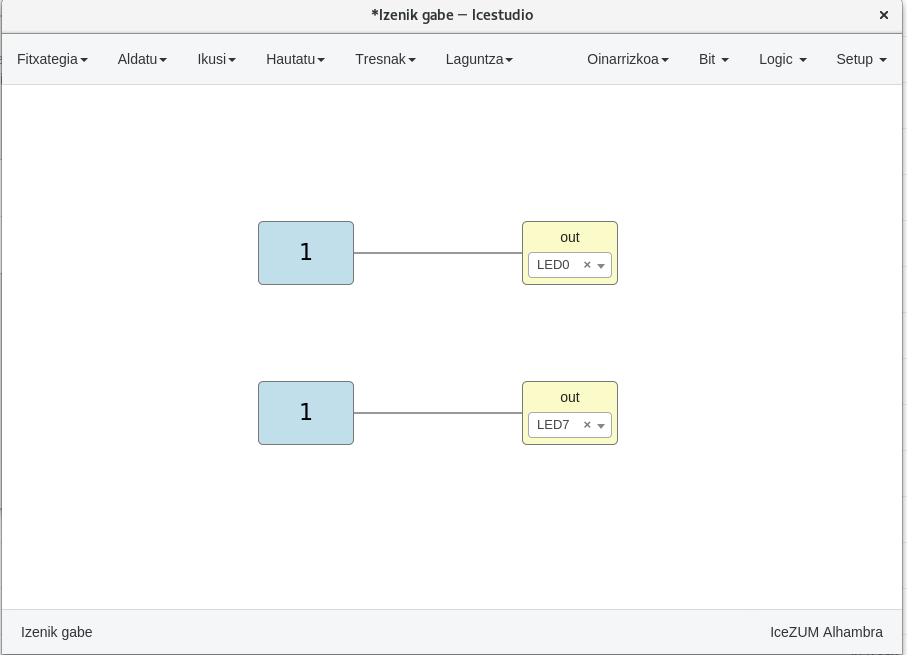 *Izenik gabe – Icestudio ×
Fitxategia Aldatu Ikusi Hautatu Tresnak Laguntza Oinarrizkoa Bit Logic Setup
1
out
LED0 ×
1
out
LED7 ×
Izenik gabe IceZUM Alhambra